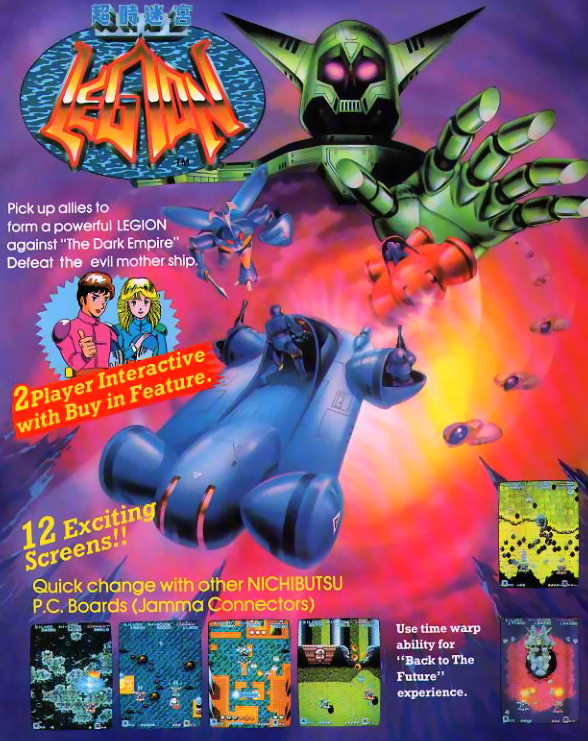 超時迷宮
LEGION
TM
Pick up allies to
form a powerful LEGION
against "The Dark Empire"
Defeat the evil mother ship.
2 Player Interactive
with Buy in Feature.
12 Exciting
Screens!!
Quick change with other NICHIBUTSU
P.C. Boards (Jamma Connectors)
Use time warp
ability for
"Back to The
Future"
experience.